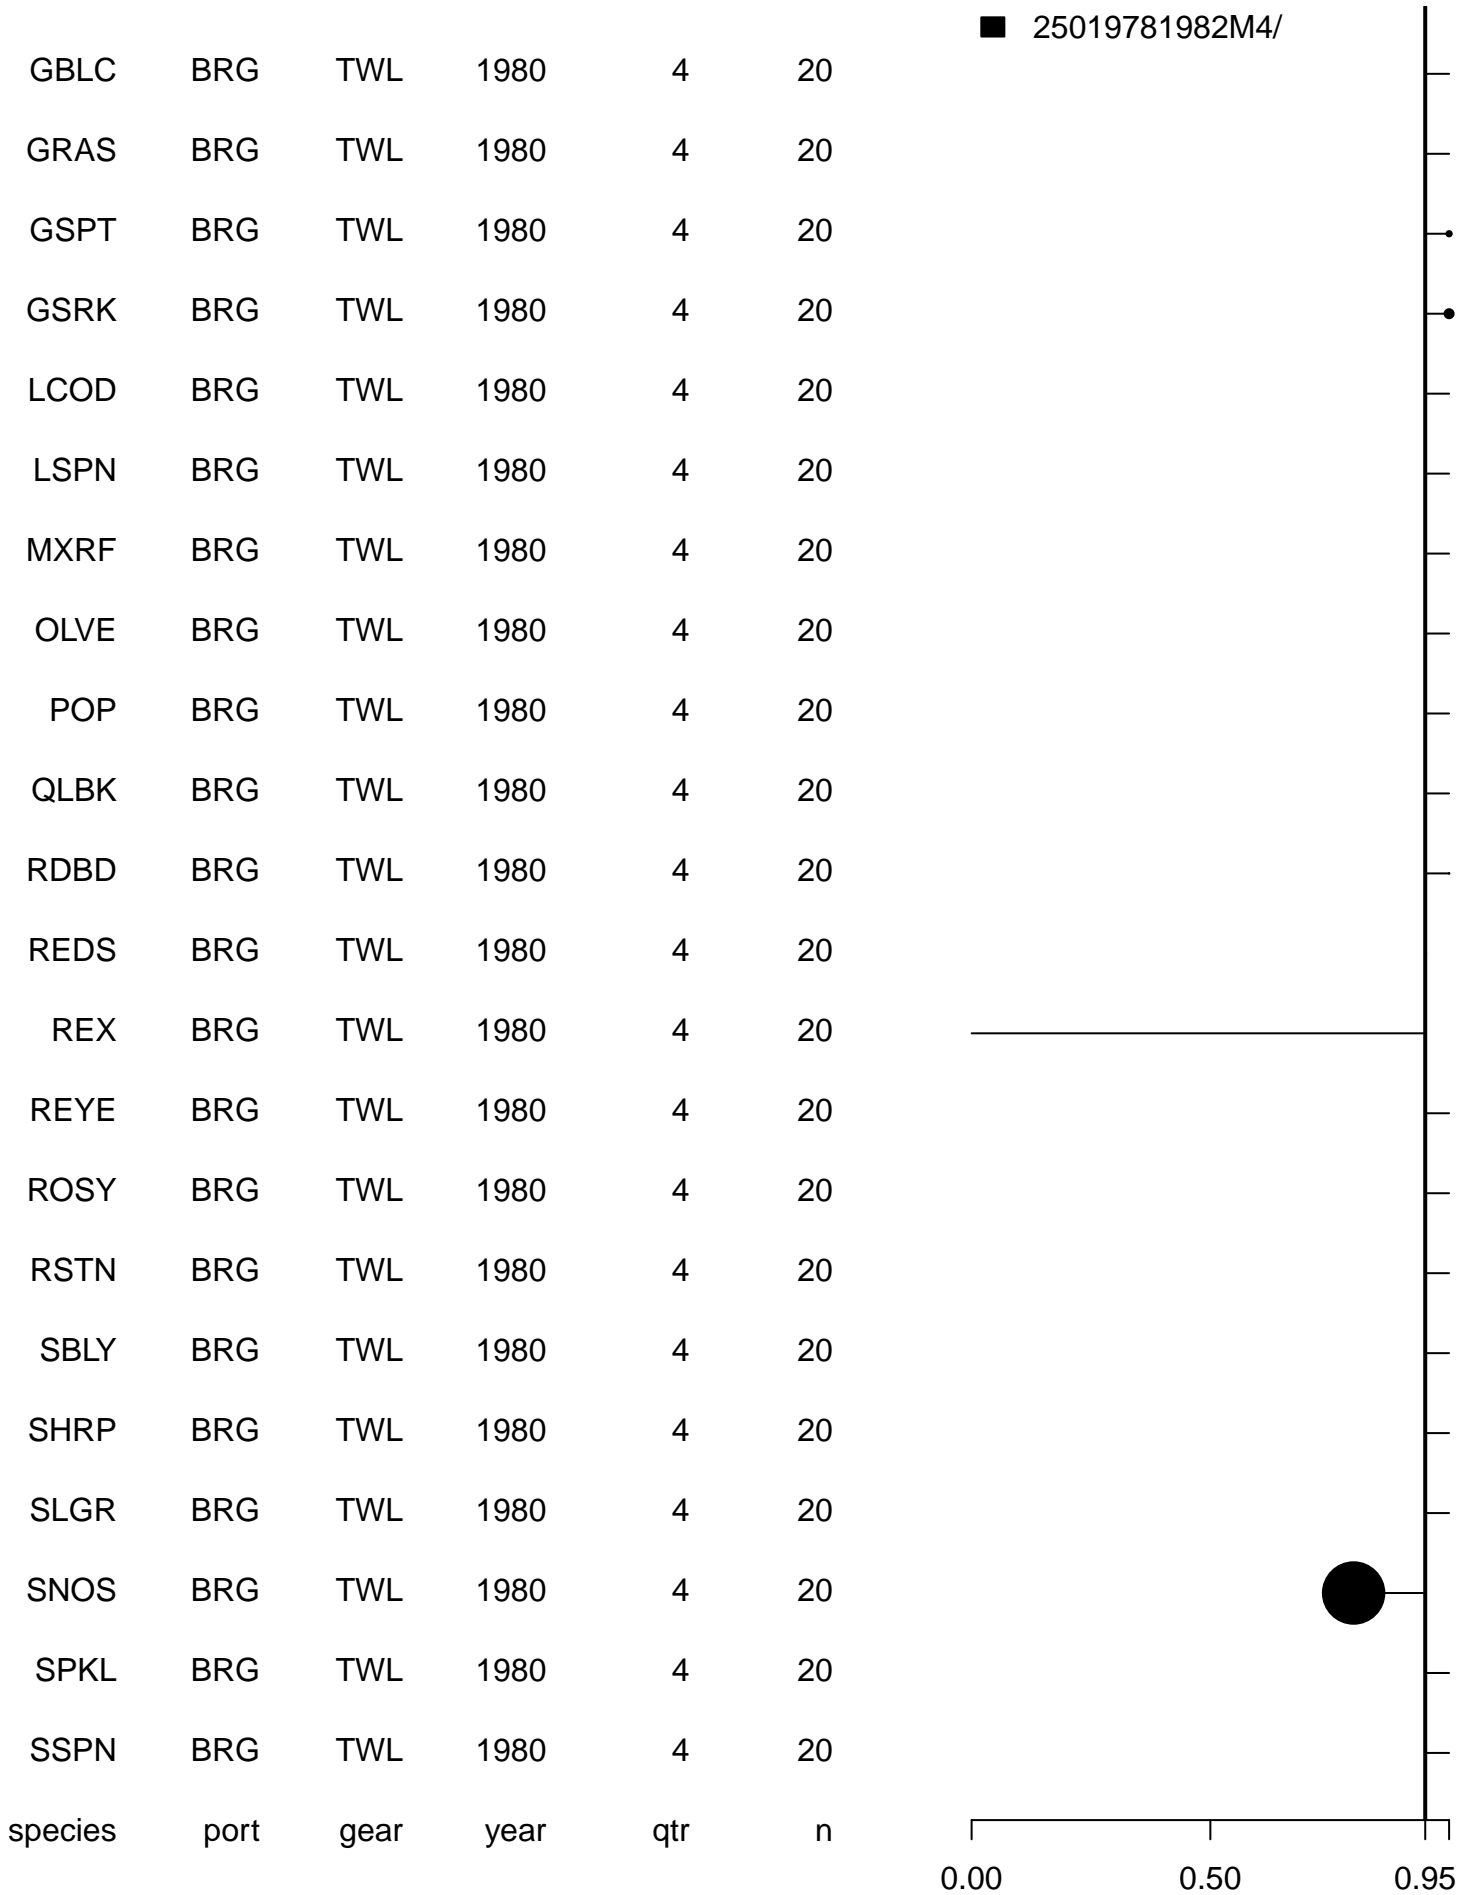 25019781982M4/
GBLC BRG TWL 1980 4 20
GRAS BRG TWL 1980 4 20
GSPT BRG TWL 1980 4 20
GSRK BRG TWL 1980 4 20
LCOD BRG TWL 1980 4 20
LSPN BRG TWL 1980 4 20
MXRF BRG TWL 1980 4 20
OLVE BRG TWL 1980 4 20
POP BRG TWL 1980 4 20
QLBK BRG TWL 1980 4 20
RDBD BRG TWL 1980 4 20
REDS BRG TWL 1980 4 20
REX BRG TWL 1980 4 20
REYE BRG TWL 1980 4 20
ROSY BRG TWL 1980 4 20
RSTN BRG TWL 1980 4 20
SBLY BRG TWL 1980 4 20
SHRP BRG TWL 1980 4 20
SLGR BRG TWL 1980 4 20
SNOS BRG TWL 1980 4 20
SPKL BRG TWL 1980 4 20
SSPN BRG TWL 1980 4 20
species port gear year qtr n
0.00 0.50 0.95